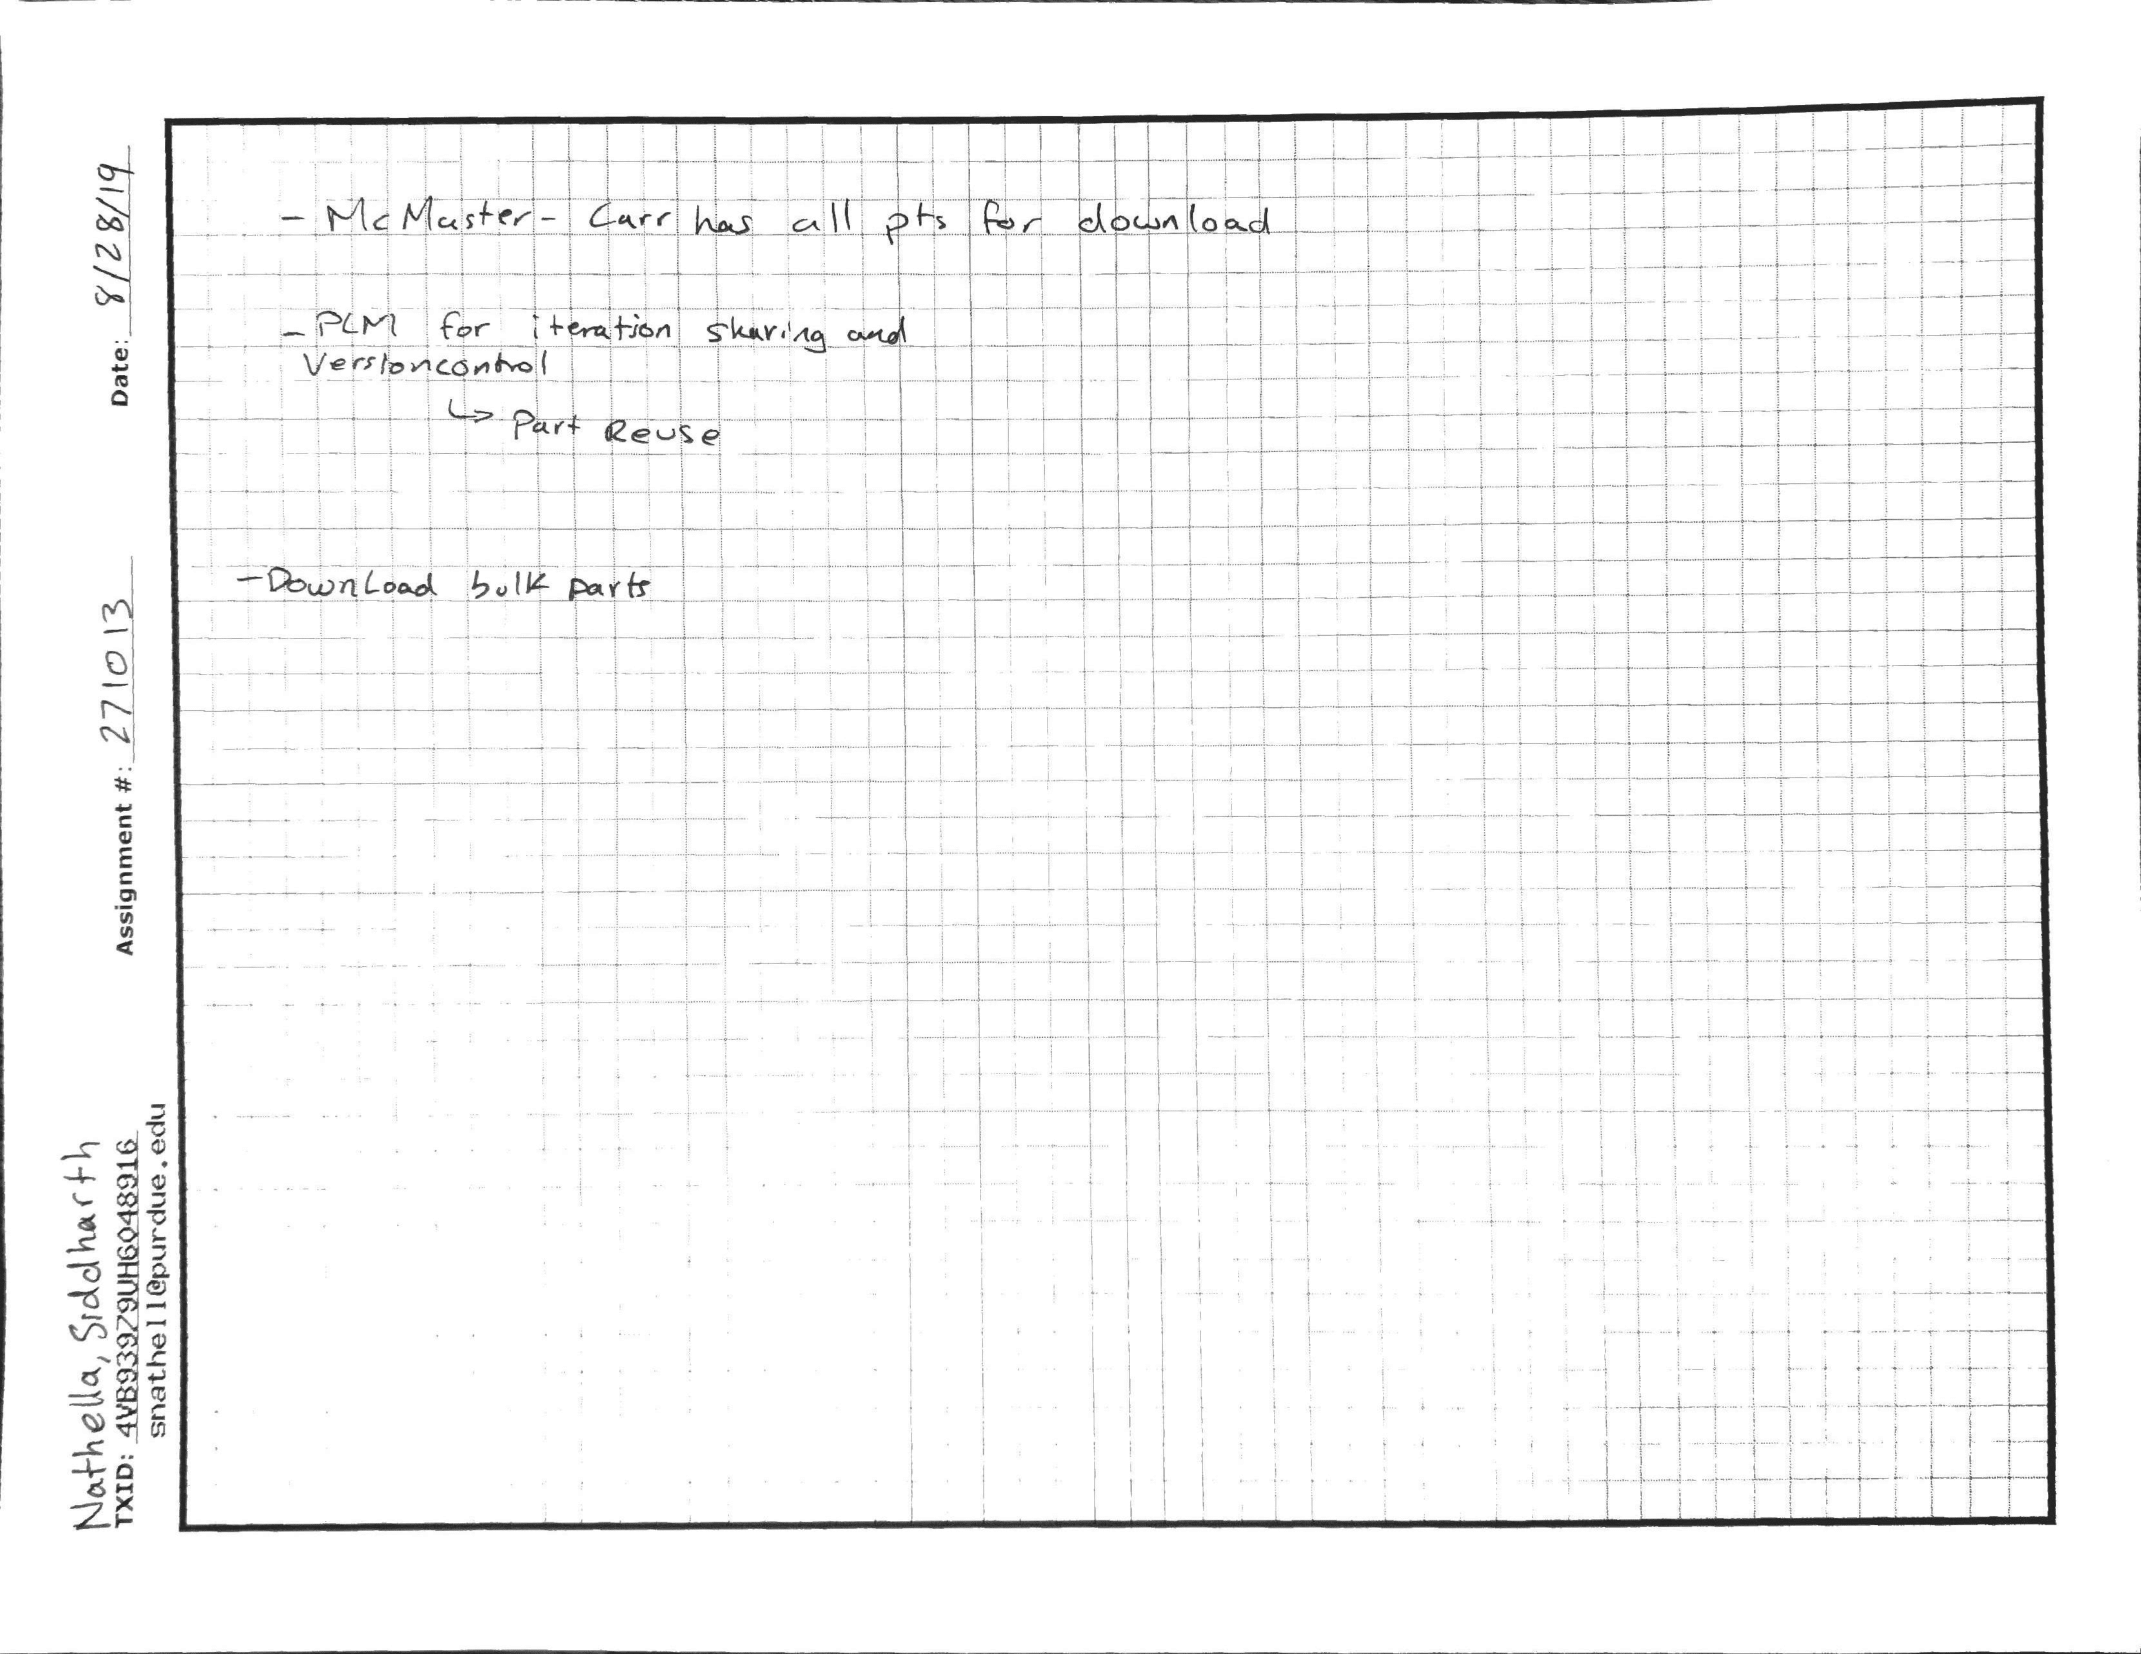 - McMaster-Carr has all pts for download
- PLM for iteration sharing and
Versioncontrol
↳ Part Reuse
- DownLoad bulk parts
Date: 8/28/19
Assignment #: 271013
Nathella, Siddharth
TXID: 4VB93979UH6048916
snathell@purdue.edu